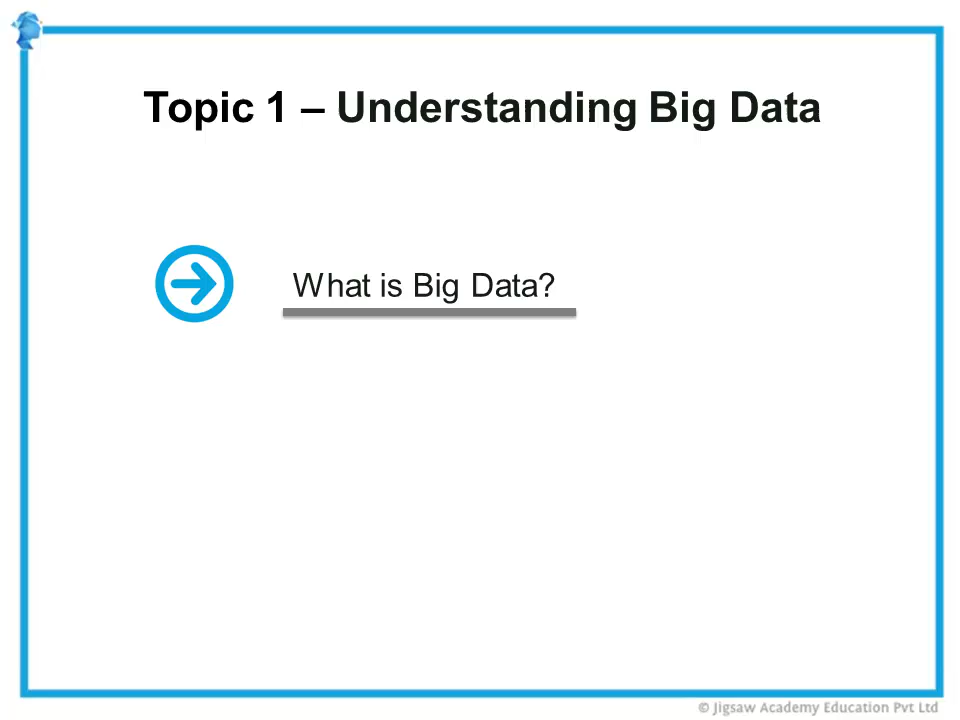 Topic 1 – Understanding Big Data
What is Big Data?
© Jigsaw Academy Education Pvt Ltd